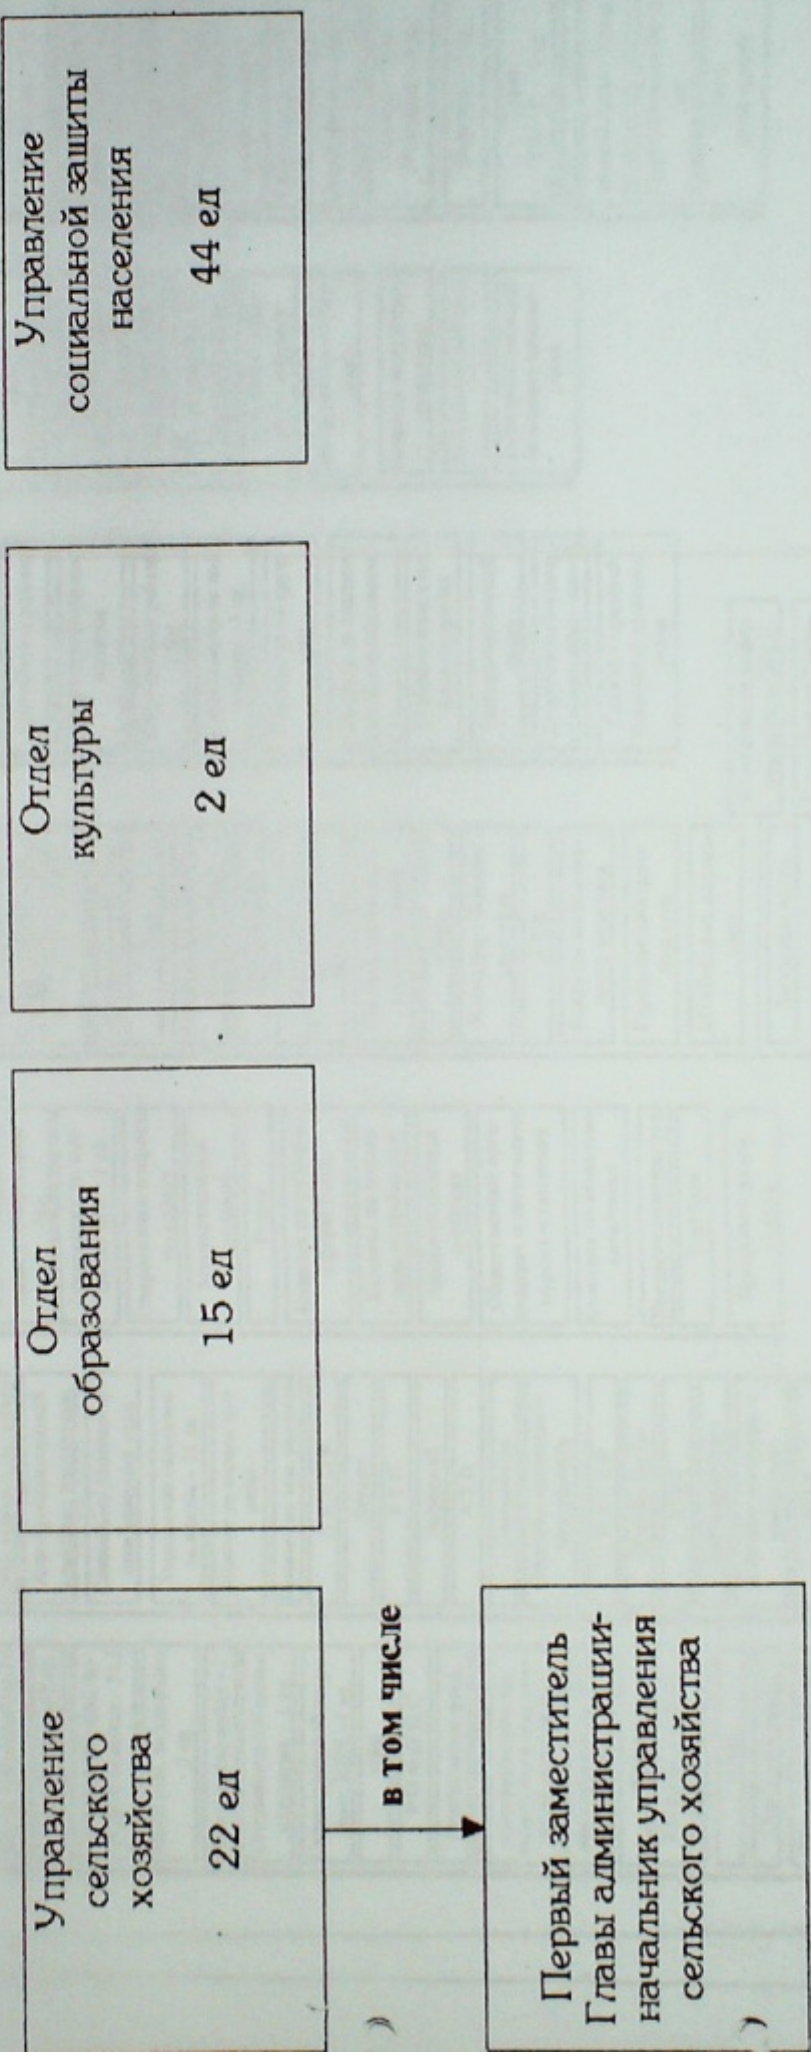 Управление
сельского
хозяйства
22 ед
Отдел
образования
15 ед
Отдел
культуры
2 ед
Управление
социальной защиты
населения
44 ед
в том числе
Первый заместитель
Главы администрации-
начальник управления
сельского хозяйства